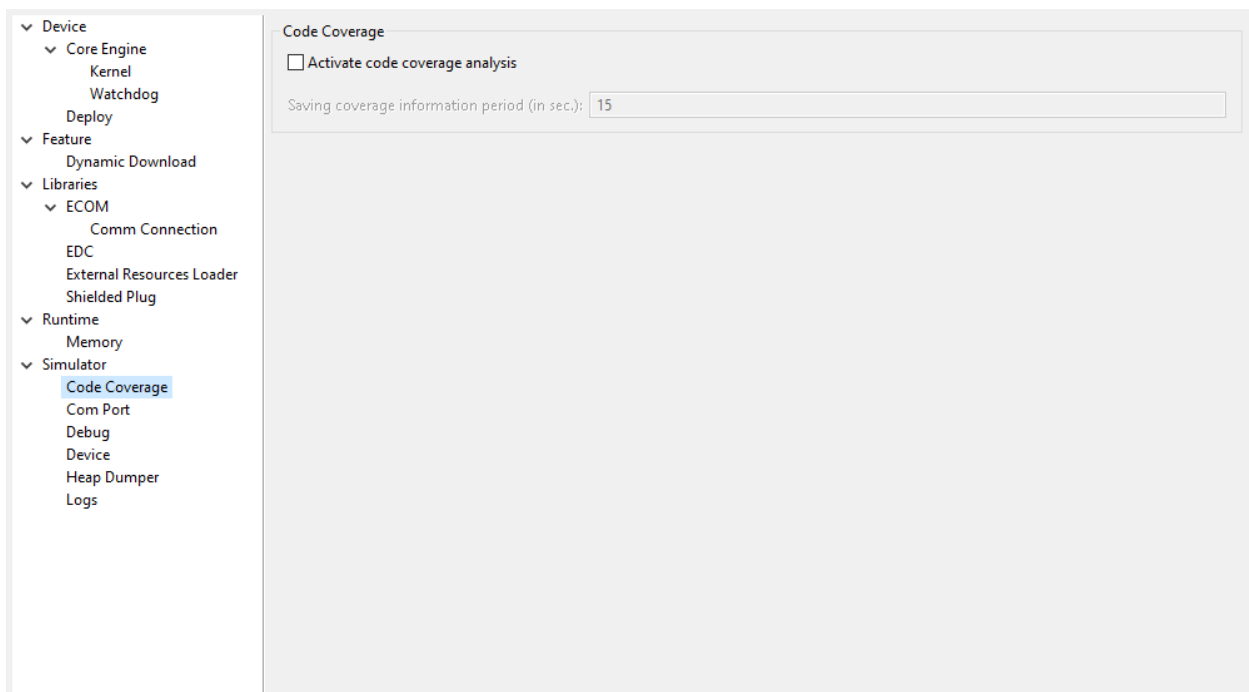 Device
Core Engine
Kernel
Watchdog
Deploy
Feature
Dynamic Download
Libraries
ECOM
Comm Connection
EDC
External Resources Loader
Shielded Plug
Runtime
Memory
Simulator
Code Coverage
Com Port
Debug
Device
Heap Dumper
Logs
Code Coverage
Activate code coverage analysis
Saving coverage information period (in sec.): 15